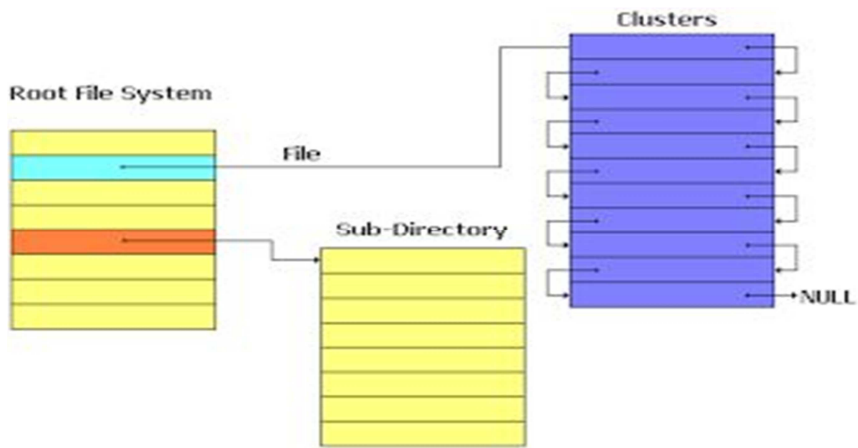 Clusters
Root File System
File
Sub-Directory
NULL